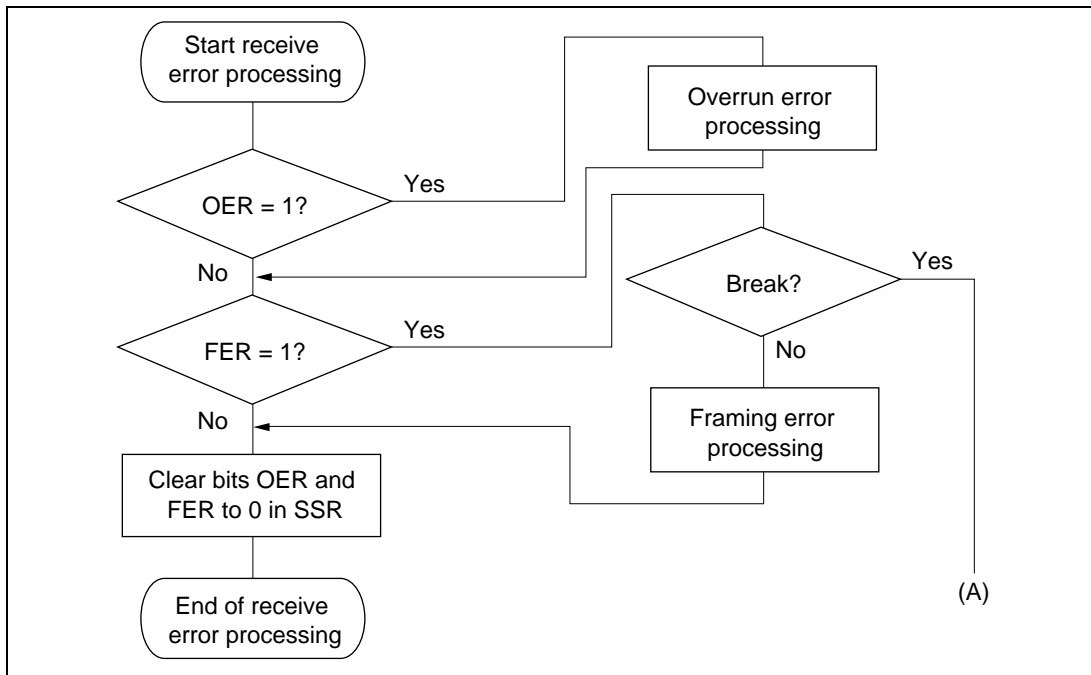 Start receive
error processing
Overrun error
processing
Yes
OER = 1?
No
Yes
Break?
Yes
FER = 1?
No
No
Framing error
processing
Clear bits OER and
FER to 0 in SSR
(A)
End of receive
error processing